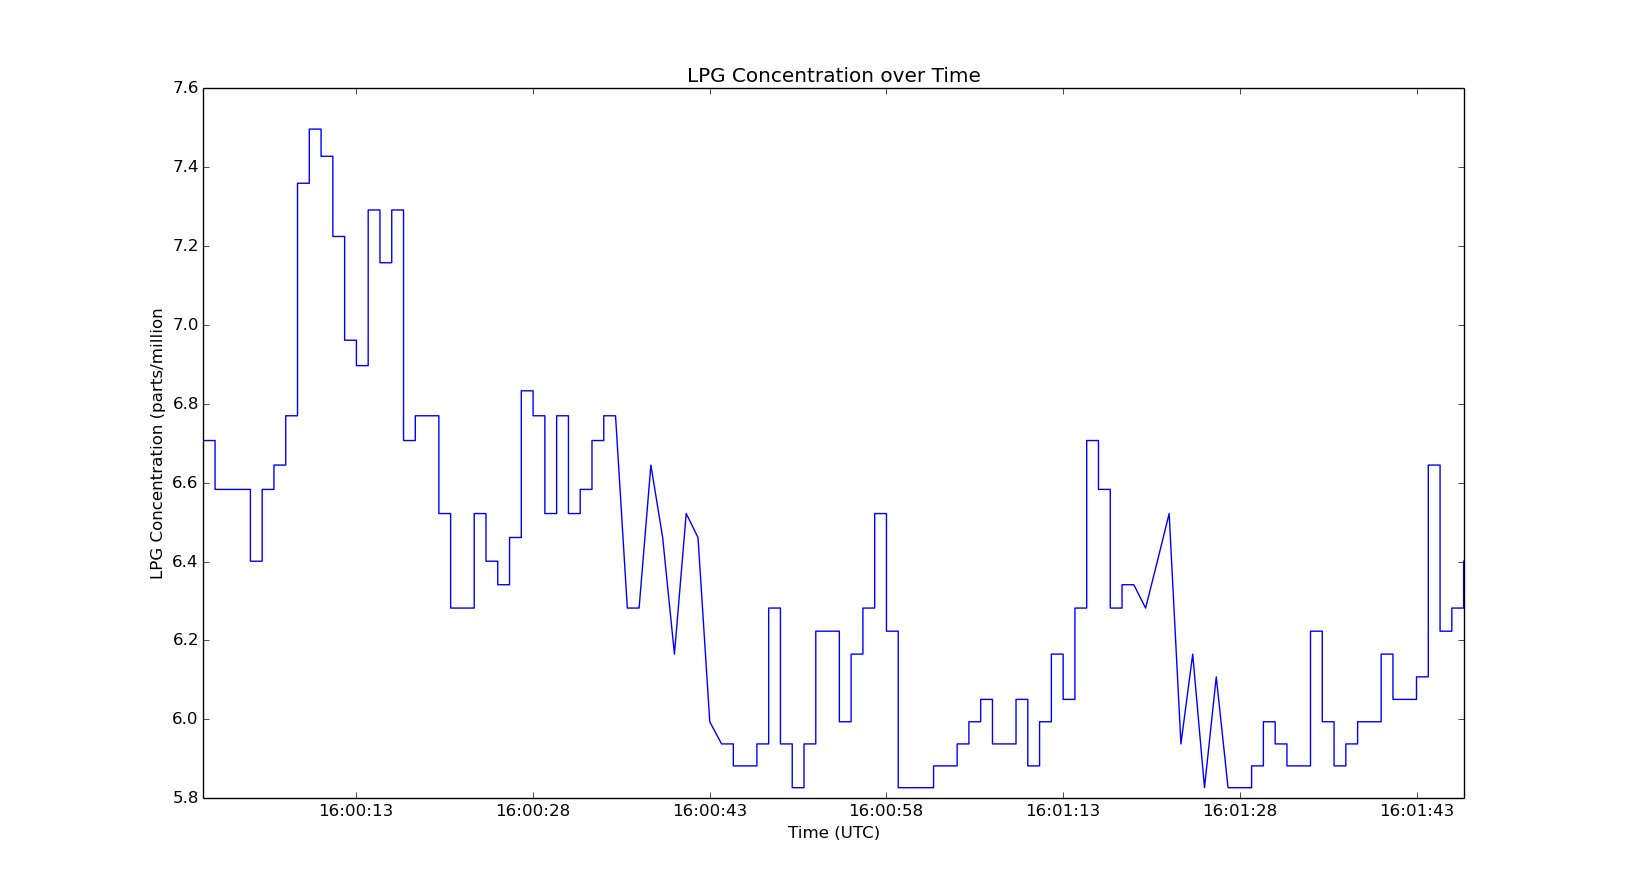 LPG Concentration over Time
7.6
7.4
7.2
7.0
6.8
6.6
6.4
6.2
6.0
5.8
LPG Concentration (parts/million
16:00:13 16:00:28 16:00:43 16:00:58 16:01:13 16:01:28 16:01:43
Time (UTC)